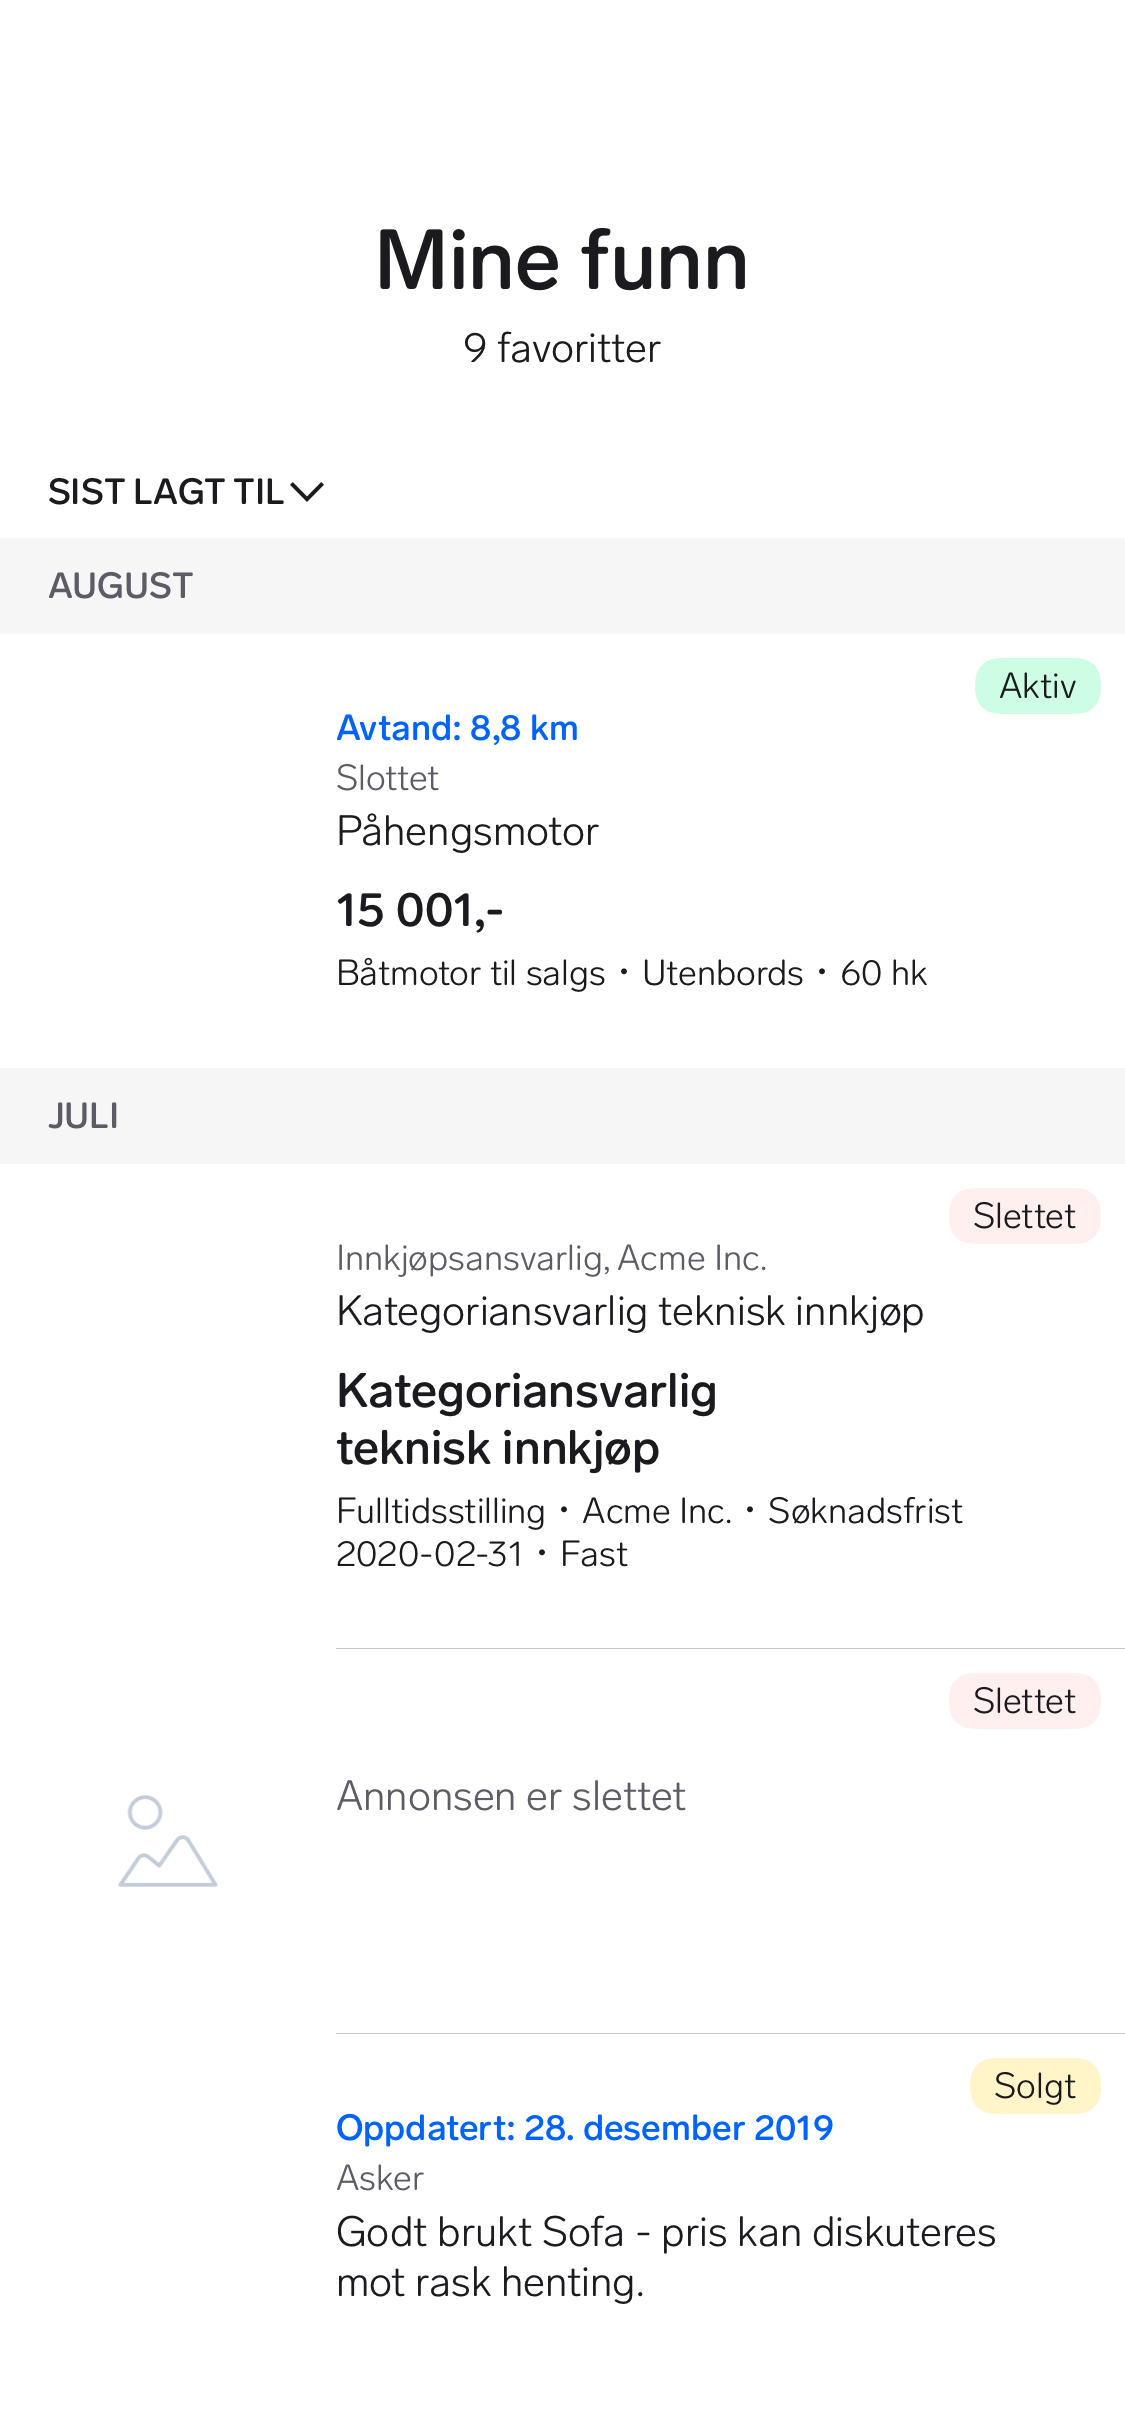 Mine funn
9 favoritter
SIST LAGT TIL
AUGUST
Aktiv
Avtand: 8,8 km
Slottet
Påhengsmotor
15 001,-
Båtmotor til salgs • Utenbords • 60 hk
JULI
Slettet
Innkjøpsansvarlig, Acme Inc.
Kategoriansvarlig teknisk innkjøp
Kategoriansvarlig
teknisk innkjøp
Fulltidsstilling • Acme Inc. • Søknadsfrist
2020-02-31 • Fast
Slettet
Annonsen er slettet
Solgt
Oppdatert: 28. desember 2019
Asker
Godt brukt Sofa - pris kan diskuteres
mot rask henting.